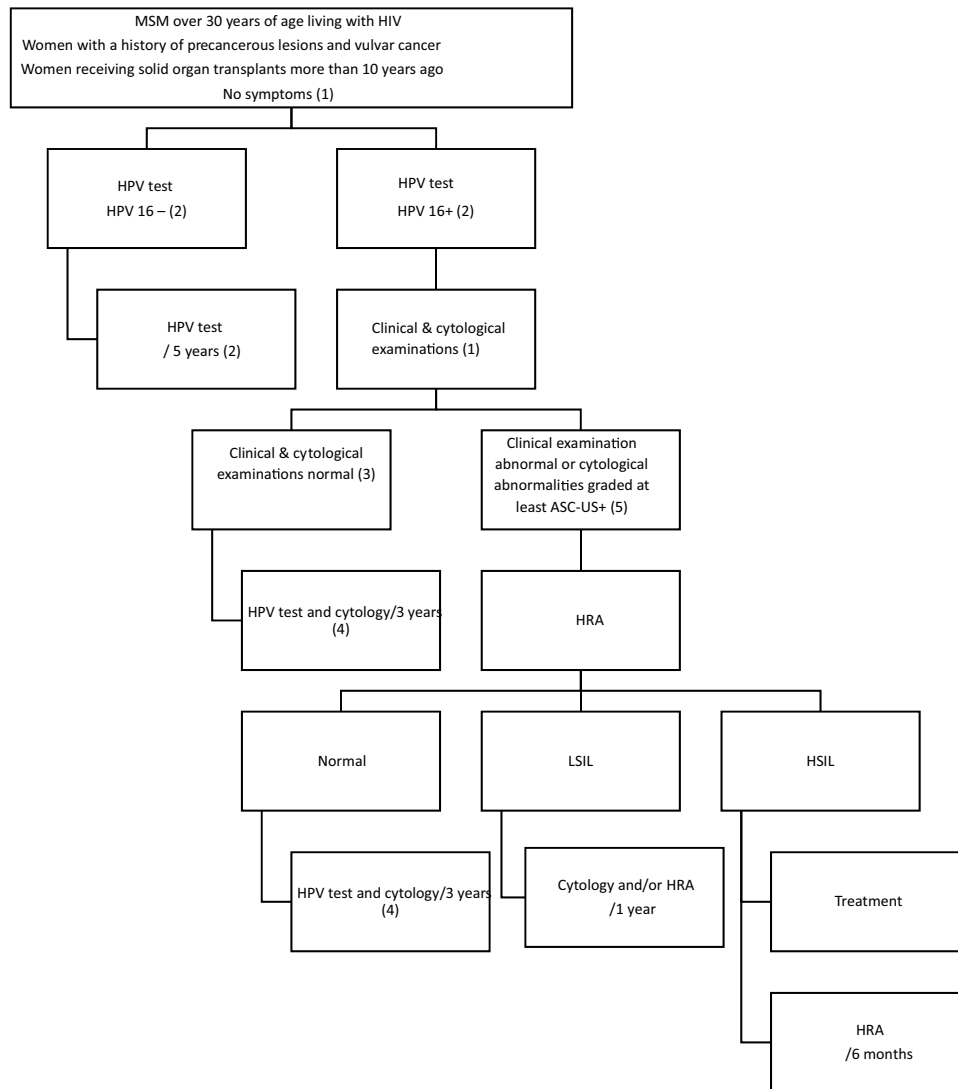 MSM over 30 years of age living with HIV
Women with a history of precancerous lesions and vulvar cancer
Women receiving solid organ transplants more than 10 years ago
No symptoms (1)
HPV test
HPV 16 – (2)
HPV test
HPV 16+ (2)
HPV test
/ 5 years (2)
Clinical & cytological
examinations (1)
Clinical & cytological
examinations normal (3)
Clinical examination
abnormal or cytological
abnormalities graded at
least ASC-US+ (5)
HPV test and cytology/3 years
(4)
HRA
Normal
LSIL
HSIL
HPV test and cytology/3 years
(4)
Cytology and/or HRA
/1 year
Treatment
HRA
/6 months